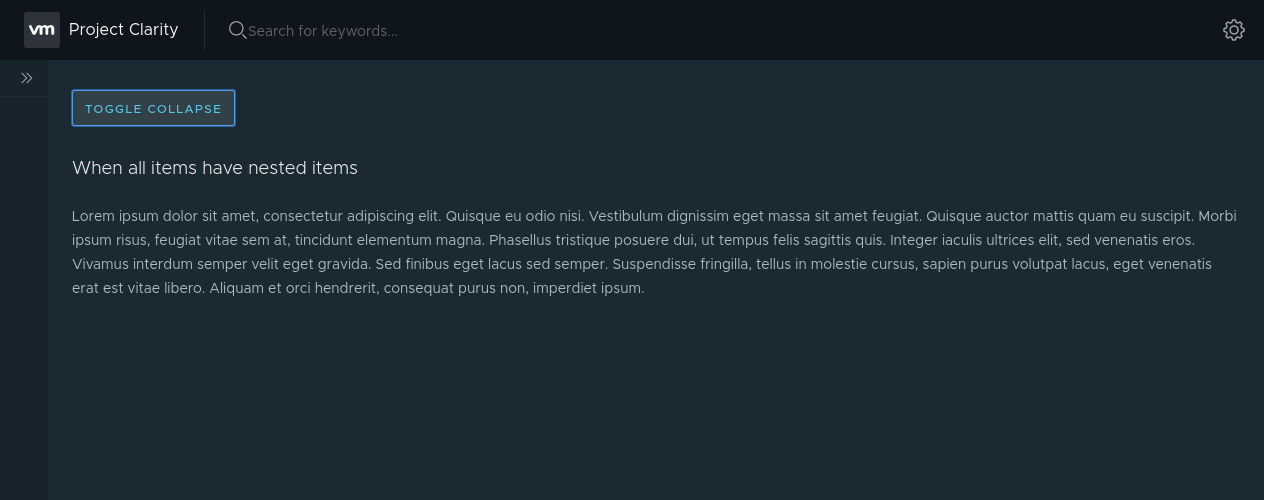 vm Project Clarity Search for keywords...
TOGGLE COLLAPSE
When all items have nested items
Lorem ipsum dolor sit amet, consectetur adipiscing elit. Quisque eu odio nisi. Vestibulum dignissim eget massa sit amet feugiat. Quisque auctor mattis quam eu suscipit. Morbi
ipsum risus, feugiat vitae sem at, tincidunt elementum magna. Phasellus tristique posuere dui, ut tempus felis sagittis quis. Integer iaculis ultrices elit, sed venenatis eros.
Vivamus interdum semper velit eget gravida. Sed finibus eget lacus sed semper. Suspendisse fringilla, tellus in molestie cursus, sapien purus volutpat lacus, eget venenatis
erat est vitae libero. Aliquam et orci hendrerit, consequat purus non, imperdiet ipsum.